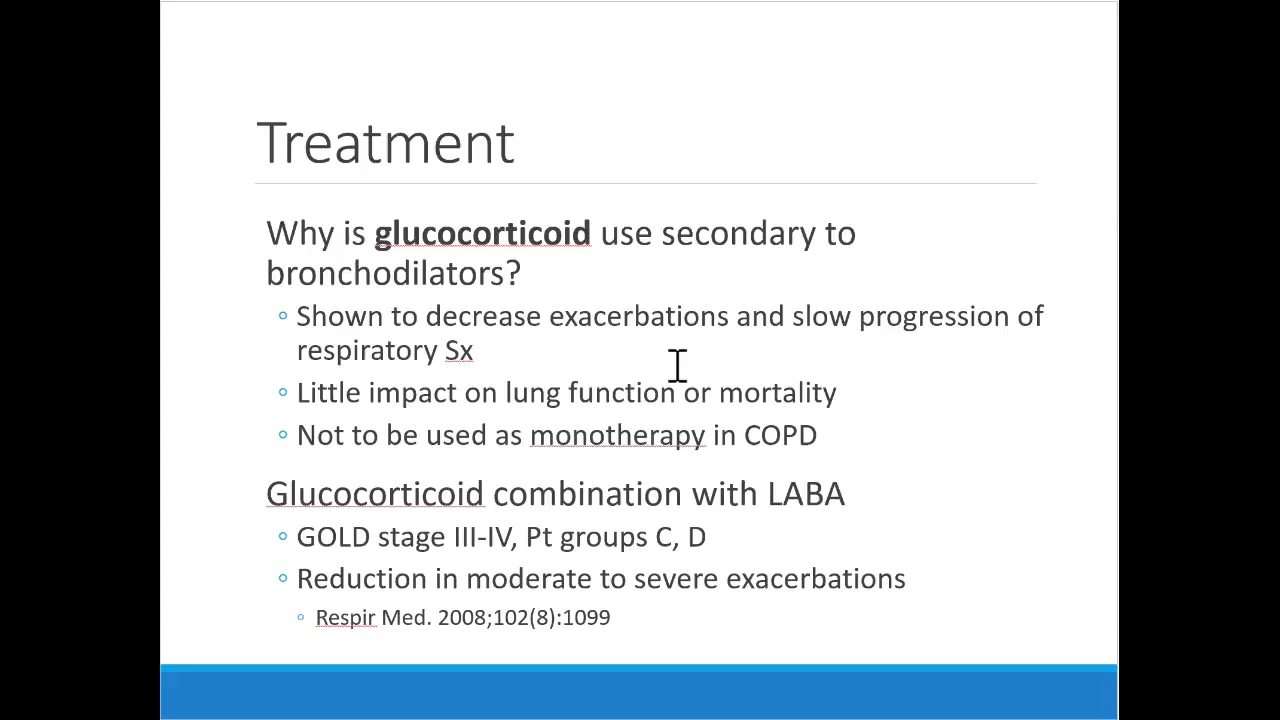 Treatment
Why is glucocorticoid use secondary to
bronchodilators?
◦ Shown to decrease exacerbations and slow progression of
respiratory Sx
◦ Little impact on lung function or mortality
◦ Not to be used as monotherapy in COPD
Glucocorticoid combination with LABA
◦ GOLD stage III-IV, Pt groups C, D
◦ Reduction in moderate to severe exacerbations
◦ Respir Med. 2008;102(8):1099